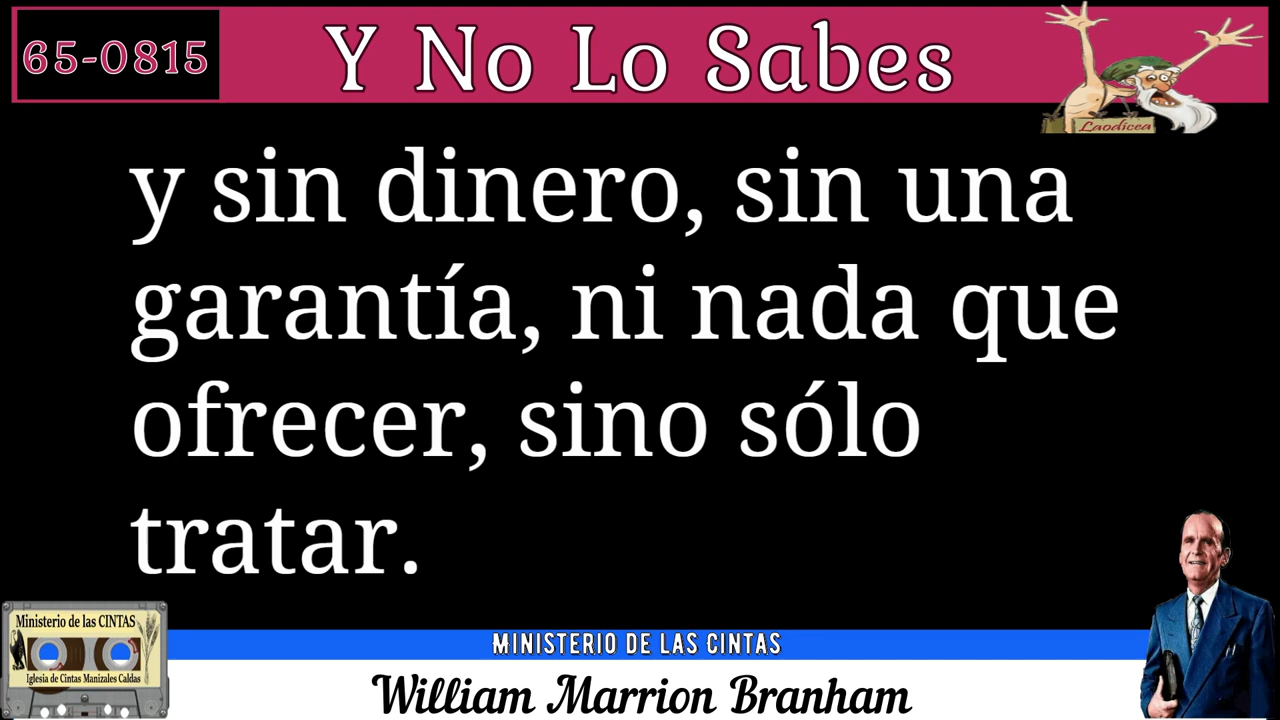 65-0815
Y No Lo Sabes
Laodicea
y sin dinero, sin una
garantía, ni nada que
ofrecer, sino sólo
tratar.
Ministerio de las CINTAS
Iglesia de Cintas Manizales Caldas
MINISTERIO DE LAS CINTAS
William Marrion Branham